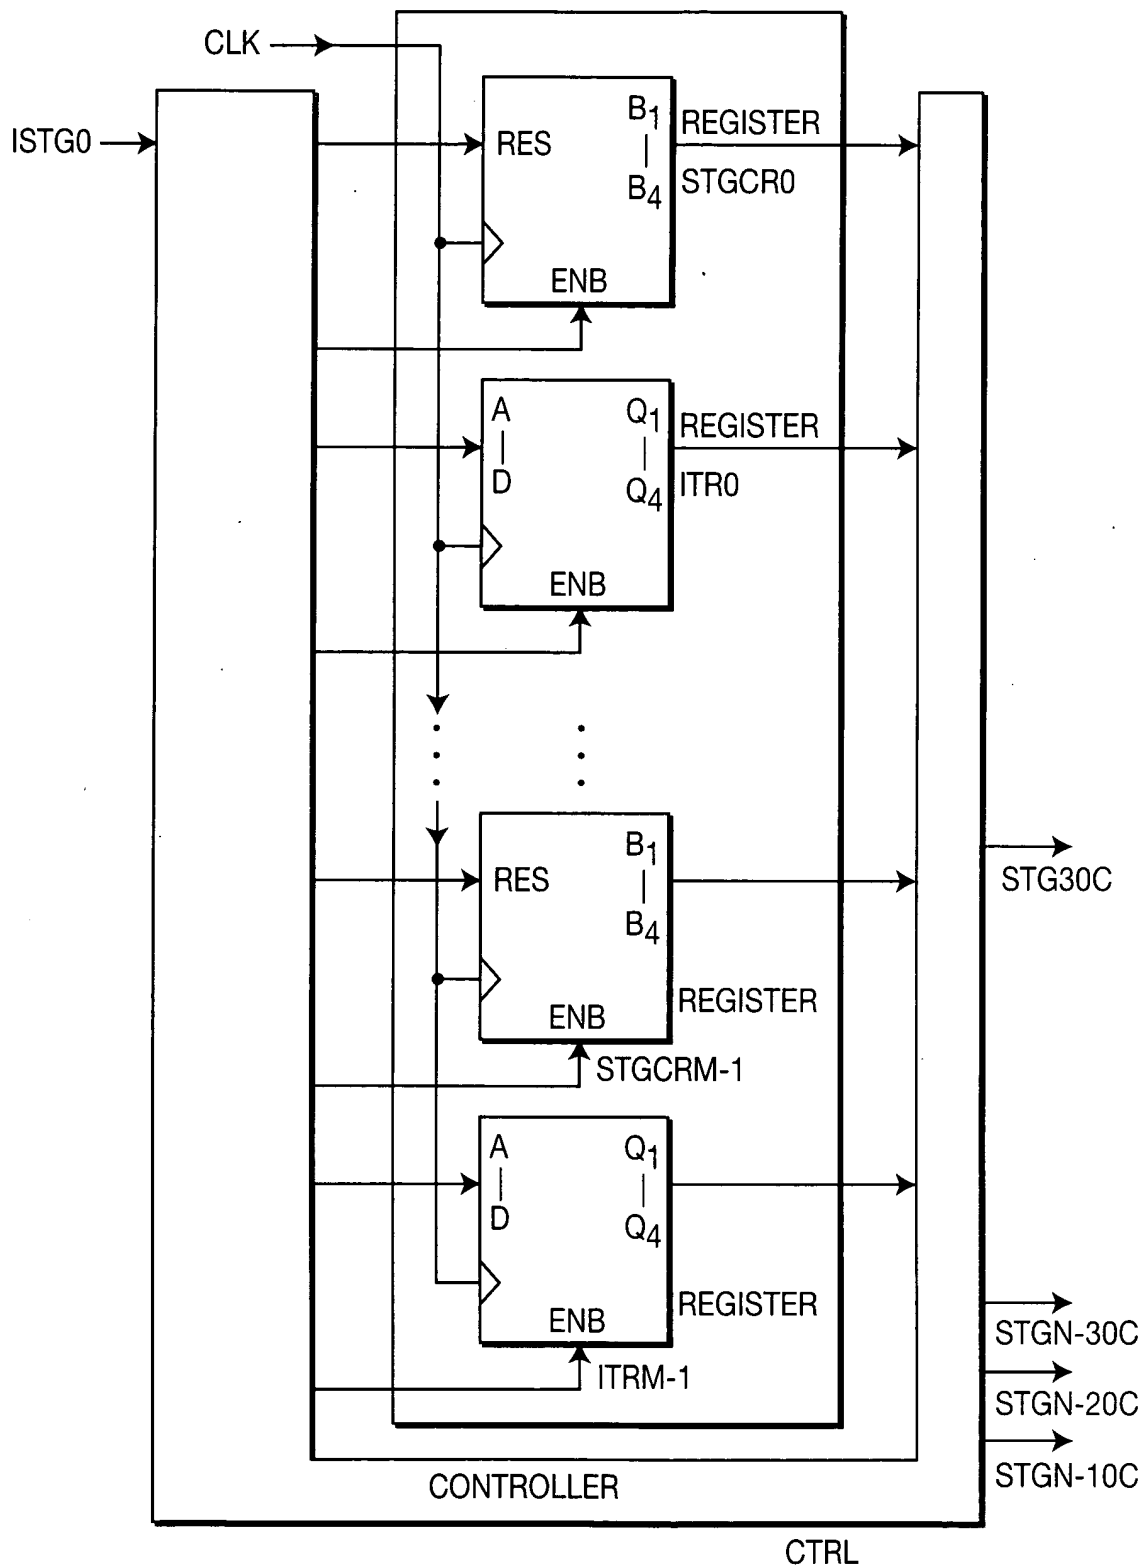 CLK
ISTG0
RES
B1
B4
REGISTER
STGCR0
ENB
A
D
Q1
Q4
REGISTER
ITR0
ENB
RES
B1
B4
REGISTER
ENB
STGCRM-1
STG30C
A
D
Q1
Q4
REGISTER
ENB
ITRM-1
STGN-30C
STGN-20C
STGN-10C
CONTROLLER
CTRL